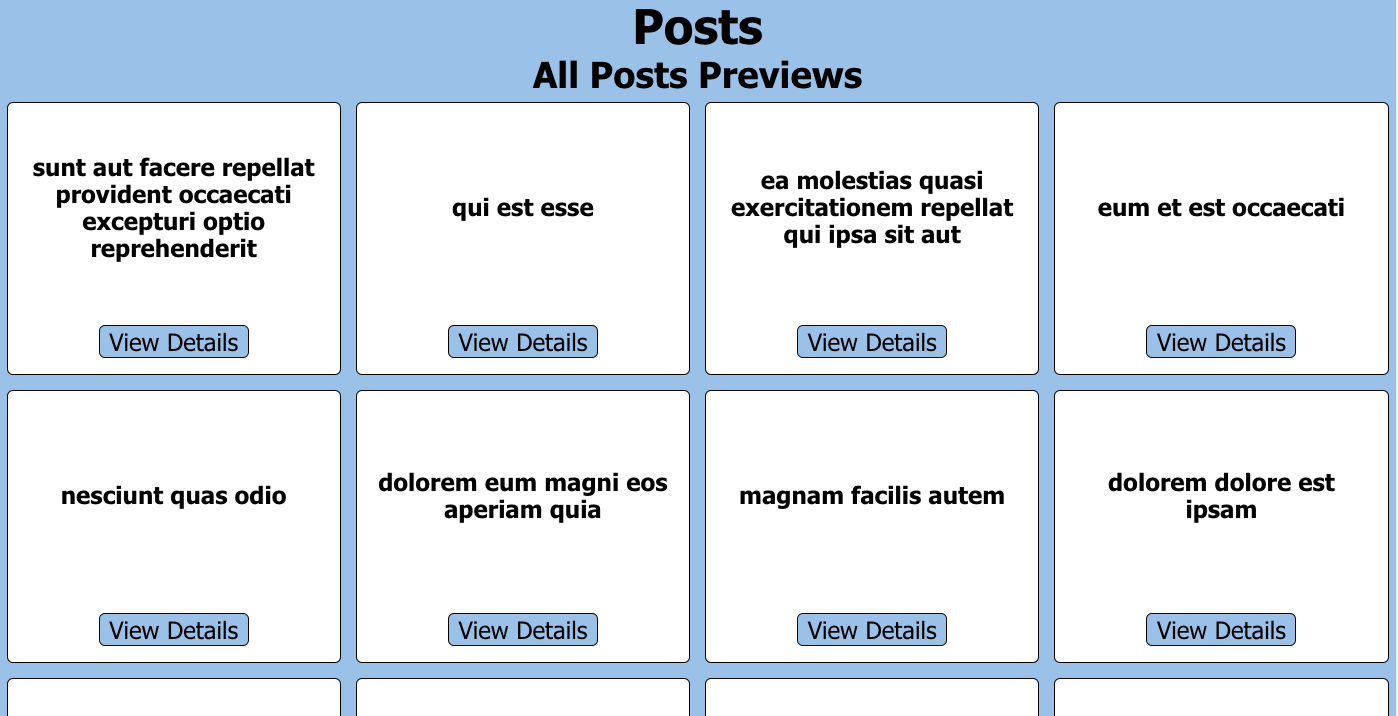 Posts
All Posts Previews
sunt aut facere repellat
provident occaecati
excepturi optio
reprehenderit
View Details
qui est esse
View Details
ea molestias quasi
exercitationem repellat
qui ipsa sit aut
View Details
eum et est occaecati
View Details
nesciunt quas odio
View Details
dolorem eum magni eos
aperiam quia
View Details
magnam facilis autem
View Details
dolorem dolore est
ipsam
View Details